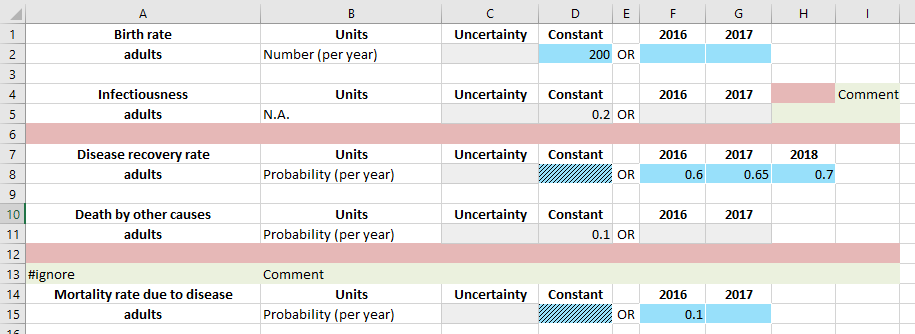 A B C D E F G H I
1 Birth rate Units Uncertainty Constant 2016 2017
2 adults Number (per year) 200 OR
3
4 Infectiousness Units Uncertainty Constant 2016 2017 Comment
5 adults N.A. 0.2 OR
6
7 Disease recovery rate Units Uncertainty Constant 2016 2017 2018
8 adults Probability (per year) OR 0.6 0.65 0.7
9
10 Death by other causes Units Uncertainty Constant 2016 2017
11 adults Probability (per year) 0.1 OR
12
13 #ignore Comment
14 Mortality rate due to disease Units Uncertainty Constant 2016 2017
15 adults Probability (per year) OR 0.1